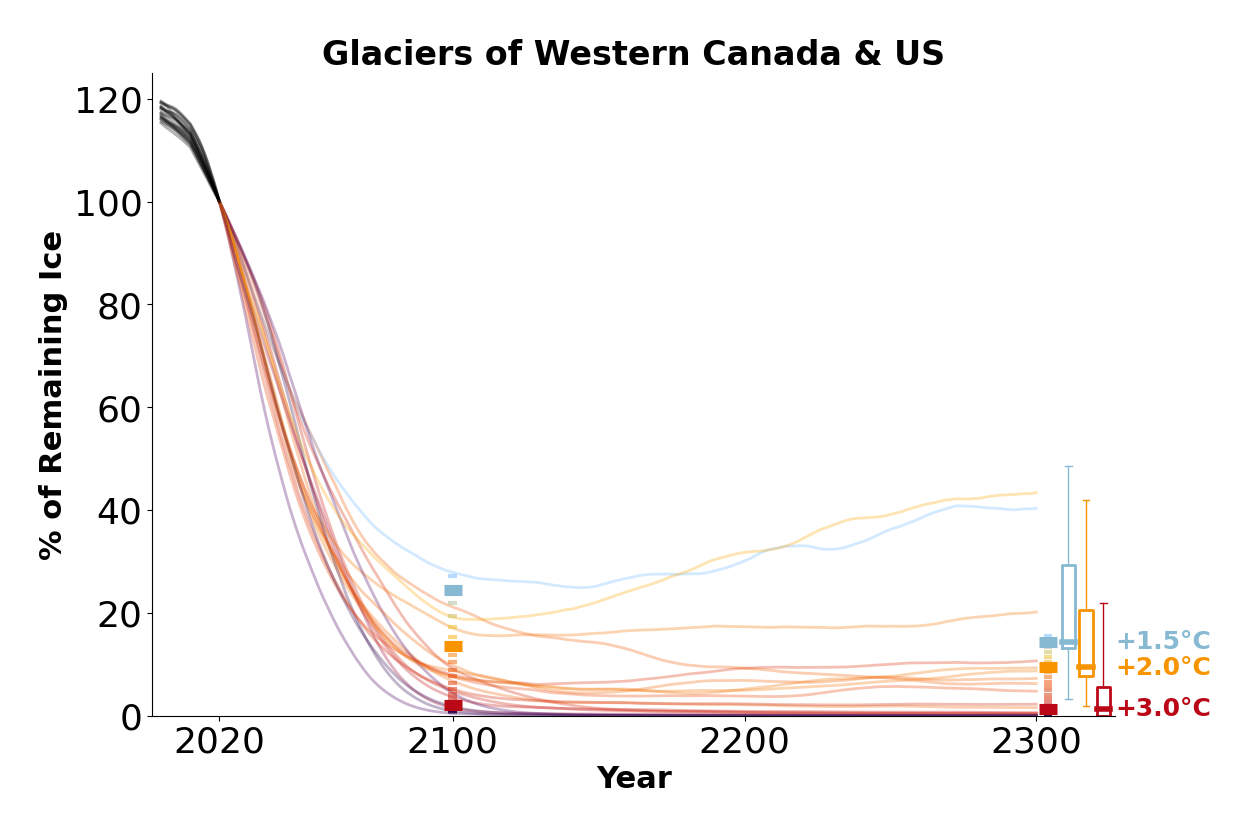 Glaciers of Western Canada & US
% of Remaining Ice
120
100
80
60
40
20
0
2020 2100 2200 2300
Year
+1.5°C
+2.0°C
+3.0°C